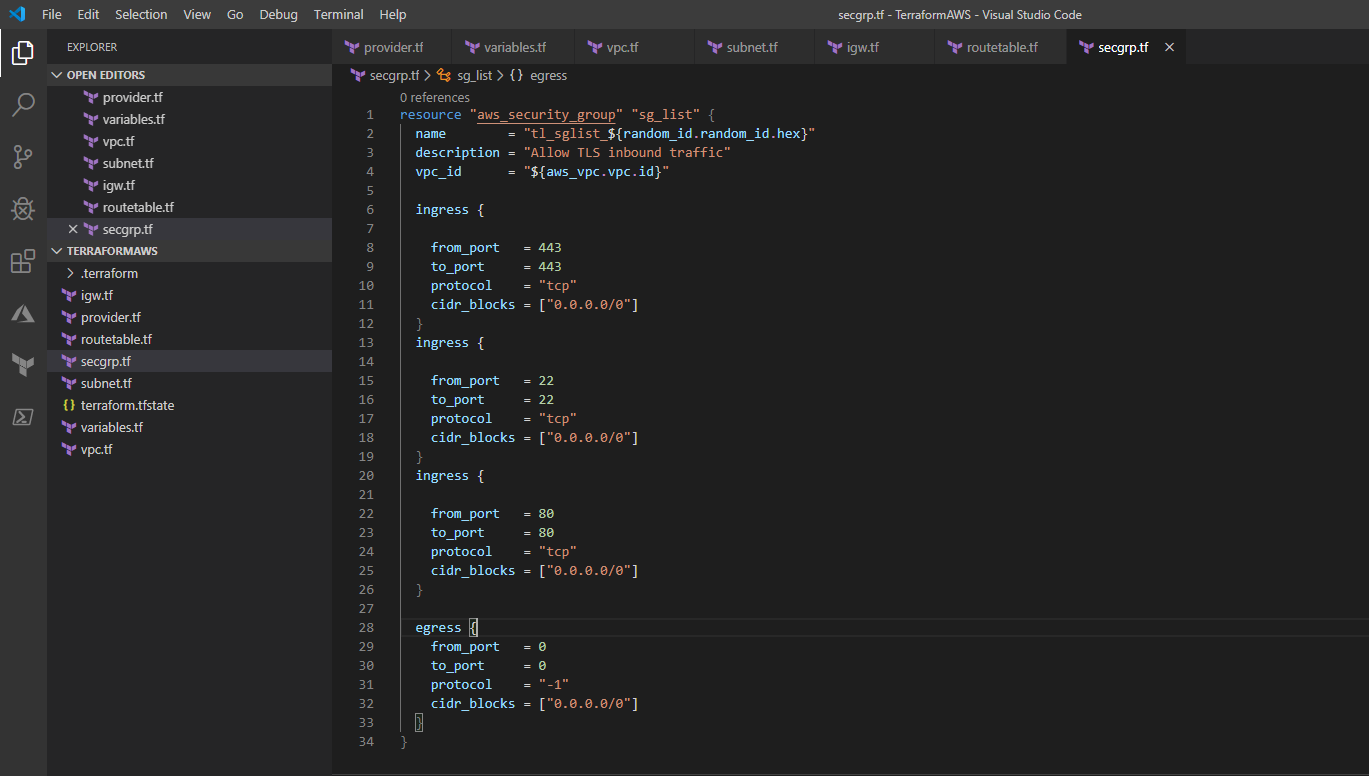 File Edit Selection View Go Debug Terminal Help
secgrp.tf - TerraformAWS - Visual Studio Code
EXPLORER
OPEN EDITORS
provider.tf
variables.tf
vpc.tf
subnet.tf
igw.tf
routetable.tf
secgrp.tf
TERRAFORMAWS
.terraform
igw.tf
provider.tf
routetable.tf
secgrp.tf
subnet.tf
{} terraform.tfstate
variables.tf
vpc.tf
provider.tf variables.tf vpc.tf subnet.tf igw.tf routetable.tf secgrp.tf
secgrp.tf > sg_list > {} egress
0 references
1 resource "aws_security_group" "sg_list" {
2 name = "tl_sglist_${random_id.random_id.hex}"
3 description = "Allow TLS inbound traffic"
4 vpc_id = "${aws_vpc.vpc.id}"
5
6 ingress {
7
8 from_port = 443
9 to_port = 443
10 protocol = "tcp"
11 cidr_blocks = ["0.0.0.0/0"]
12 }
13 ingress {
14
15 from_port = 22
16 to_port = 22
17 protocol = "tcp"
18 cidr_blocks = ["0.0.0.0/0"]
19 }
20 ingress {
21
22 from_port = 80
23 to_port = 80
24 protocol = "tcp"
25 cidr_blocks = ["0.0.0.0/0"]
26 }
27
28 egress {
29 from_port = 0
30 to_port = 0
31 protocol = "-1"
32 cidr_blocks = ["0.0.0.0/0"]
33 }
34 }